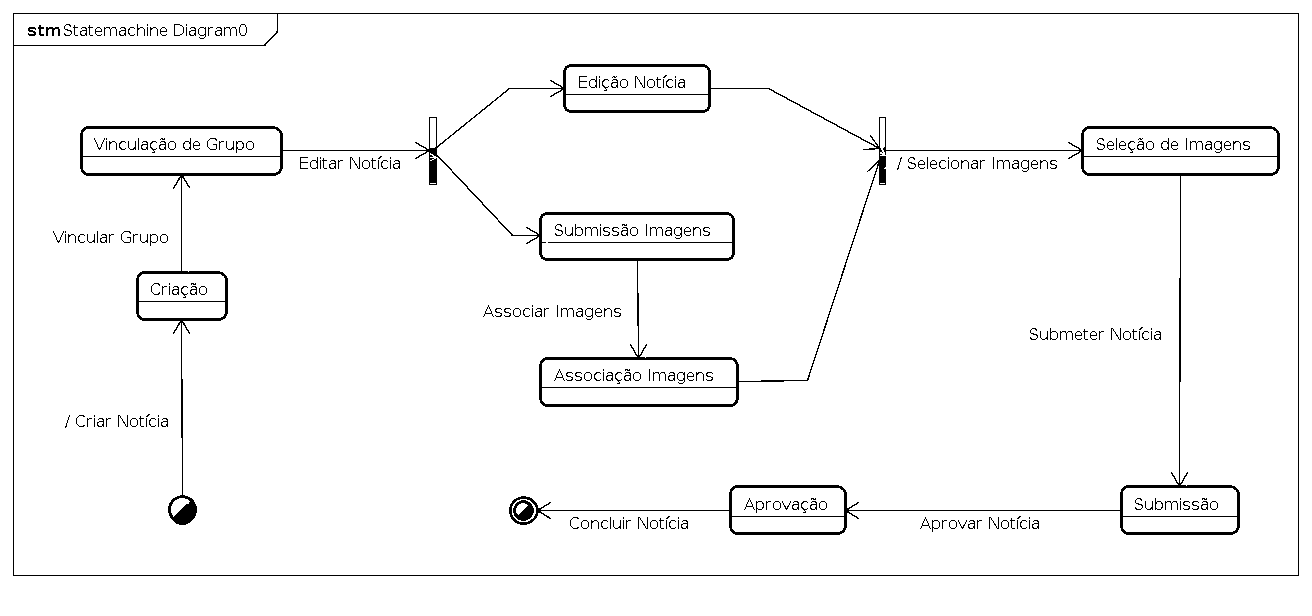 stm Statemachine Diagram0
Edição Notícia
Vinculação de Grupo
Editar Notícia
/ Selecionar Imagens
Seleção de Imagens
Vincular Grupo
Submissão Imagens
Criação
Associar Imagens
Submeter Notícia
Associação Imagens
/ Criar Notícia
Concluir Notícia
Aprovação
Aprovar Notícia
Submissão